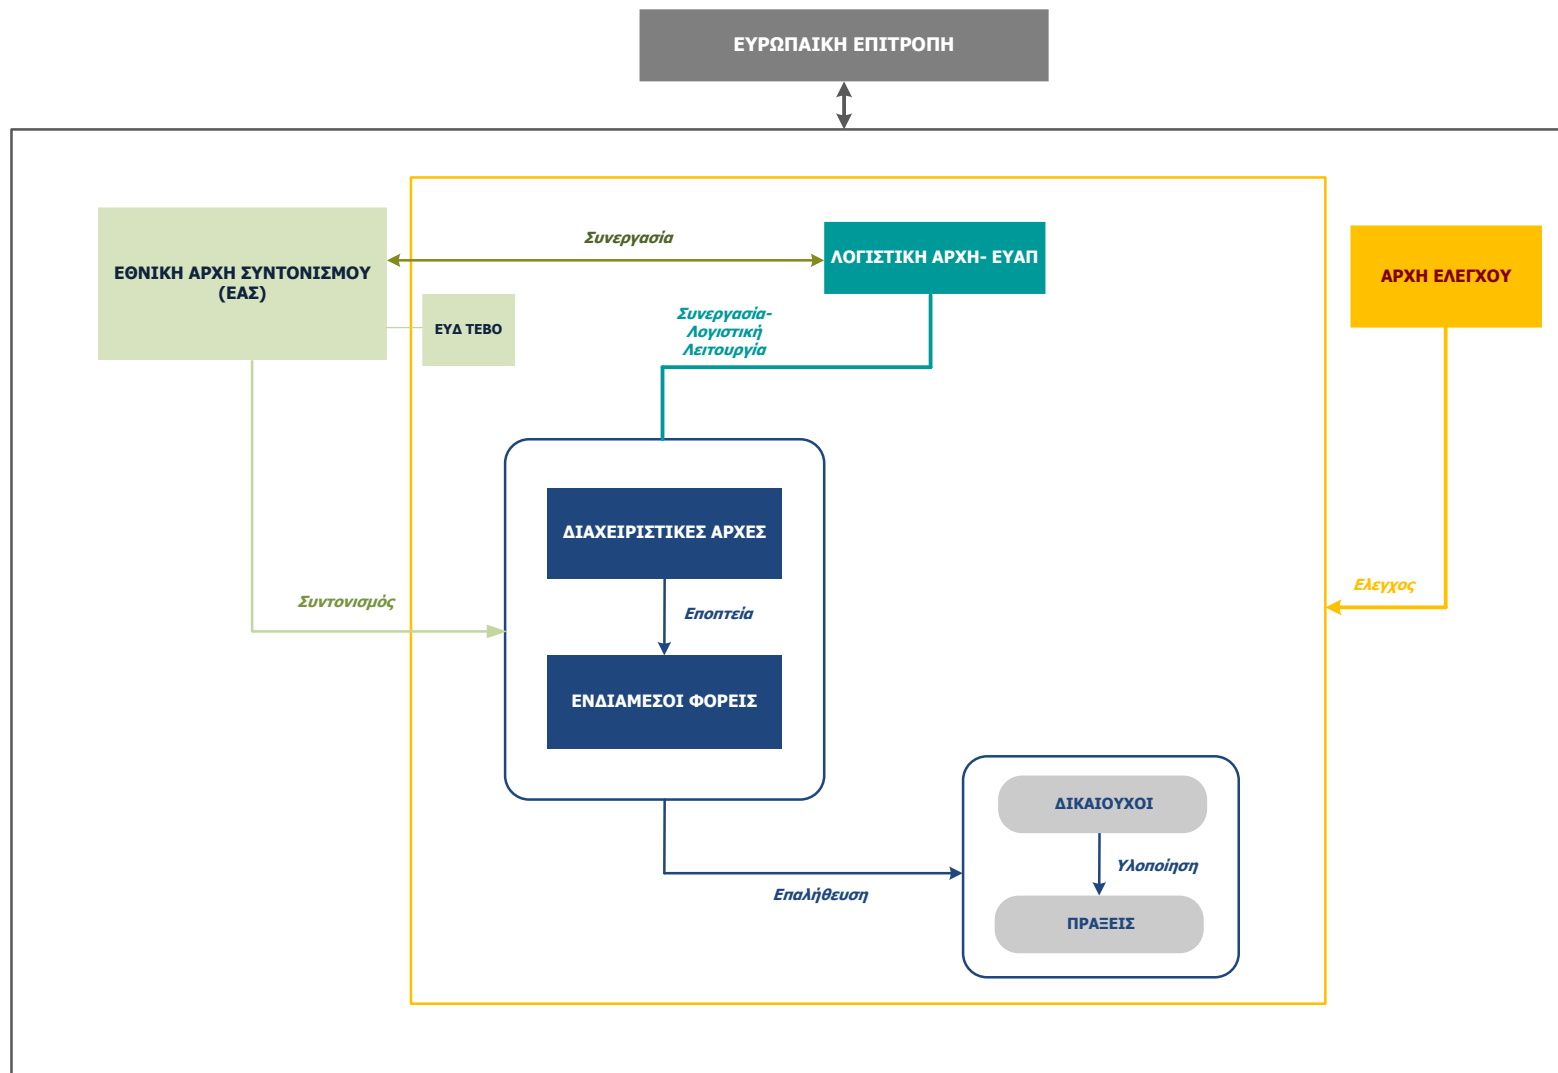 ΕΥΡΩΠΑΙΚΗ ΕΠΙΤΡΟΠΗ
ΕΘΝΙΚΗ ΑΡΧΗ ΣΥΝΤΟΝΙΣΜΟΥ
(ΕΑΣ)
Συνεργασία
ΛΟΓΙΣΤΙΚΗ ΑΡΧΗ- ΕΥΑΠ
ΑΡΧΗ ΕΛΕΓΧΟΥ
ΕΥΔ ΤΕΒΟ
Συνεργασία-
Λογιστική
Λειτουργία
ΔΙΑΧΕΙΡΙΣΤΙΚΕΣ ΑΡΧΕΣ
Εποπτεία
Συντονισμός
Ελεγχος
ΕΝΔΙΑΜΕΣΟΙ ΦΟΡΕΙΣ
ΔΙΚΑΙΟΥΧΟΙ
Υλοποίηση
Επαλήθευση
ΠΡΑΞΕΙΣ